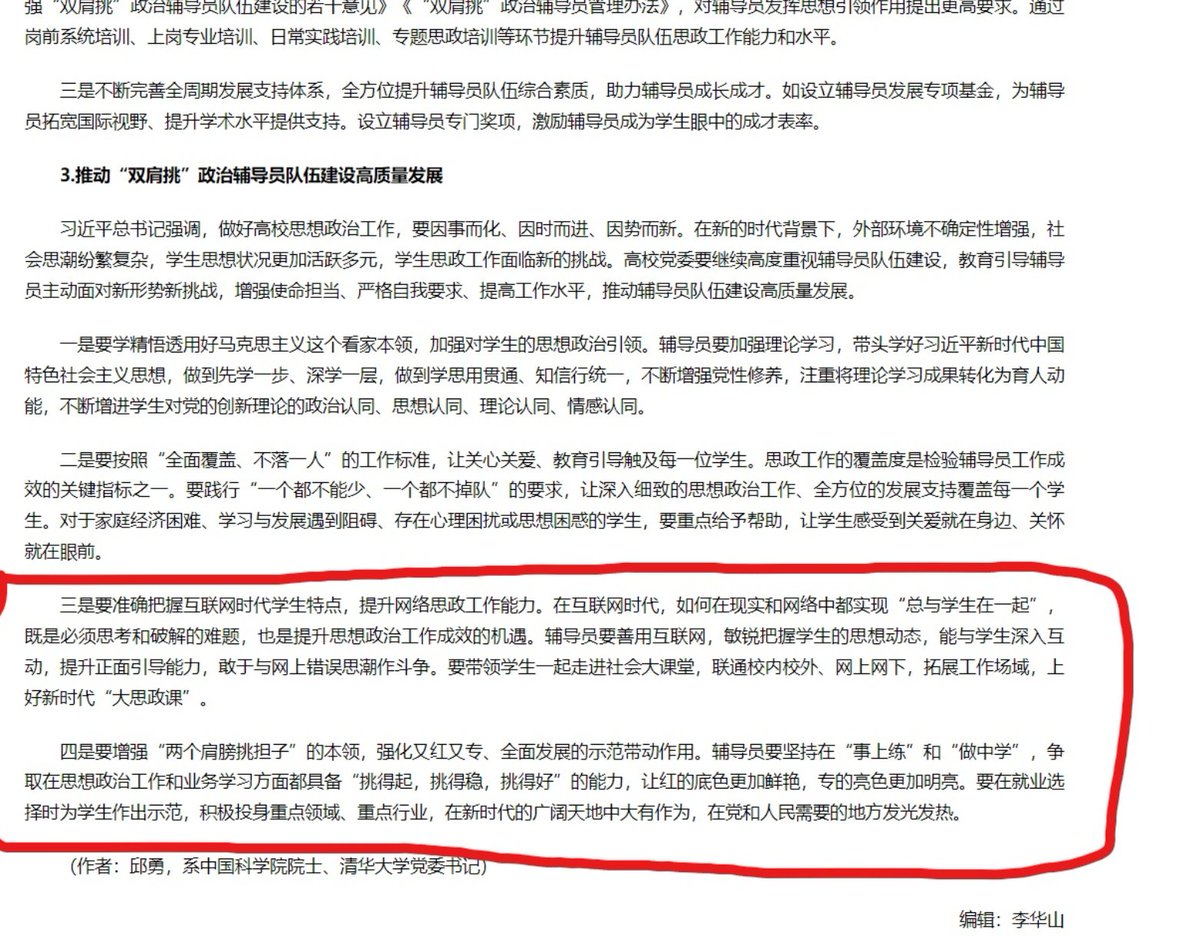 强“双肩挑”政治辅导员队伍建设的若干意见》《“双肩挑”政治辅导员管理办法》，对辅导员发挥思想引领作用提出更高要求。通过
岗前系统培训、上岗专业培训、日常实践培训、专题思政培训等环节提升辅导员队伍思政工作能力和水平。
三是不断完善全周期发展支持体系，全方位提升辅导员队伍综合素质，助力辅导员成长成才。如设立辅导员发展专项基金，为辅导
员拓宽国际视野、提升学术水平提供支持。设立辅导员专门奖项，激励辅导员成为学生眼中的成才表率。
3.推动“双肩挑”政治辅导员队伍建设高质量发展
习近平总书记强调，做好高校思想政治工作，要因事而化、因时而进、因势而新。在新的时代背景下，外部环境不确定性增强，社
会思潮纷繁复杂，学生思想状况更加活跃多元，学生思政工作面临新的挑战。高校党委要继续高度重视辅导员队伍建设，教育引导辅导
员主动面对新形势新挑战，增强使命担当、严格自我要求、提高工作水平，推动辅导员队伍建设高质量发展。
一是要学精悟透用好马克思主义这个看家本领，加强对学生的思想政治引领。辅导员要加强理论学习，带头学好习近平新时代中国
特色社会主义思想，做到先学一步、深学一层，做到学思用贯通、知信行统一，不断增强党性修养，注重将理论学习成果转化为育人动
能，不断增进学生对党的创新理论的政治认同、思想认同、理论认同、情感认同。
二是要按照“全面覆盖、不落一人”的工作标准，让关心关爱、教育引导触及每一位学生。思政工作的覆盖度是检验辅导员工作成
效的关键指标之一。要践行“一个都不能少、一个都不掉队”的要求，让深入细致的思想政治工作、全方位的发展支持覆盖每一个学
生。对于家庭经济困难、学习与发展遇到阻碍、存在心理困扰或思想困惑的学生，要重点给予帮助，让学生感受到关爱就在身边、关怀
就在眼前。
三是要准确把握互联网时代学生特点，提升网络思政工作能力。在互联网时代，如何在现实和网络中都实现“总与学生在一起”，
既是必须思考和破解的难题，也是提升思想政治工作成效的机遇。辅导员要善用互联网，敏锐把握学生的思想动态，能与学生深入互
动，提升正面引导能力，敢于与网上错误思潮作斗争。要带领学生一起走进社会大课堂，联通校内校外、网上网下，拓展工作场域，上
好新时代“大思政课”。
四是要增强“两个肩膀挑担子”的本领，强化又红又专、全面发展的示范带动作用。辅导员要坚持在“事上练”和“做中学”，争
取在思想政治工作和业务学习方面都具备“挑得起，挑得稳，挑得好”的能力，让红的底色更加鲜艳，专的亮色更加明亮。要在就业选
择时为学生作出示范，积极投身重点领域、重点行业，在新时代的广阔天地中大有作为，在党和人民需要的地方发光发热。
（作者：邱勇，系中国科学院院士、清华大学党委书记）
编辑：李华山